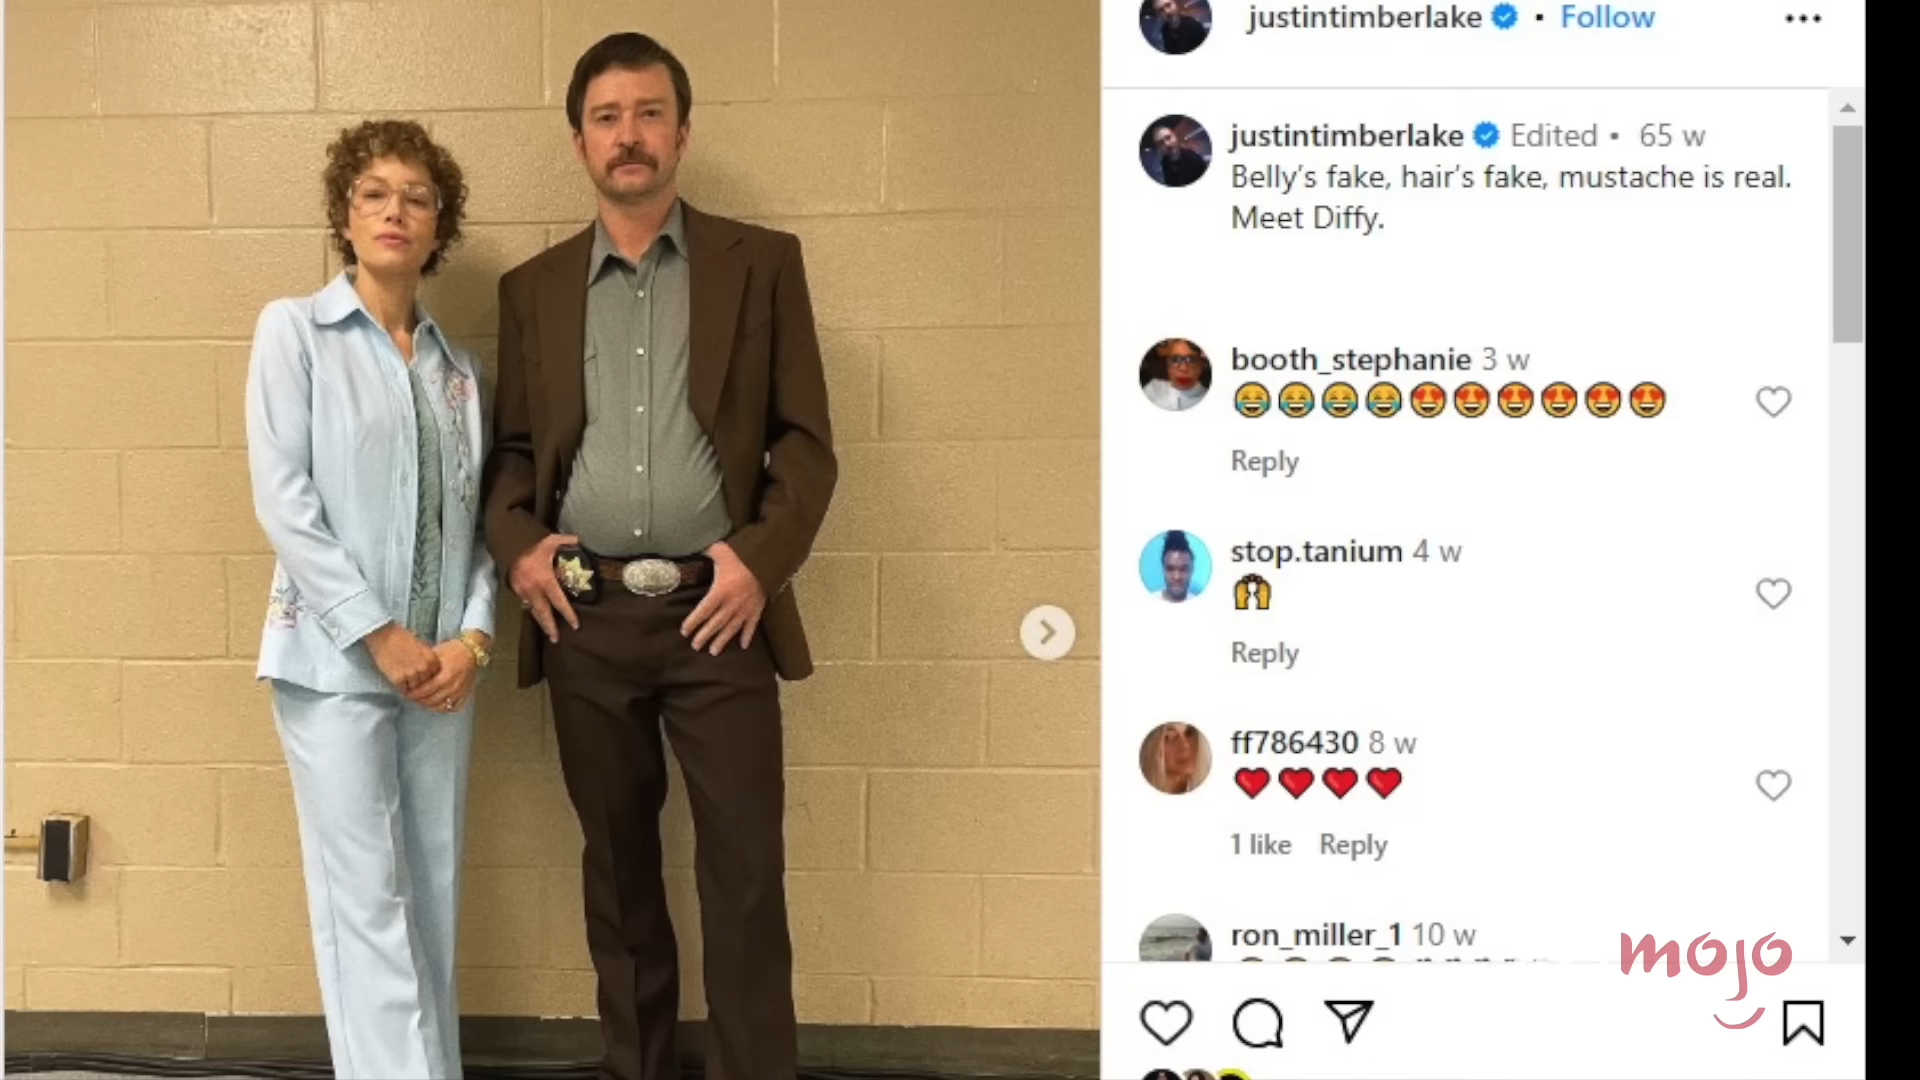 justintimberlake • Follow
justintimberlake Edited • 65 w
Belly's fake, hair's fake, mustache is real.
Meet Diffy.
booth_stephanie 3 w
😂😂😂😂😍😍😍😍😍😍
Reply
stop.tanium 4 w
🙌
Reply
ff786430 8 w
❤❤❤❤
1 like Reply
ron_miller_1 10 w
mojo